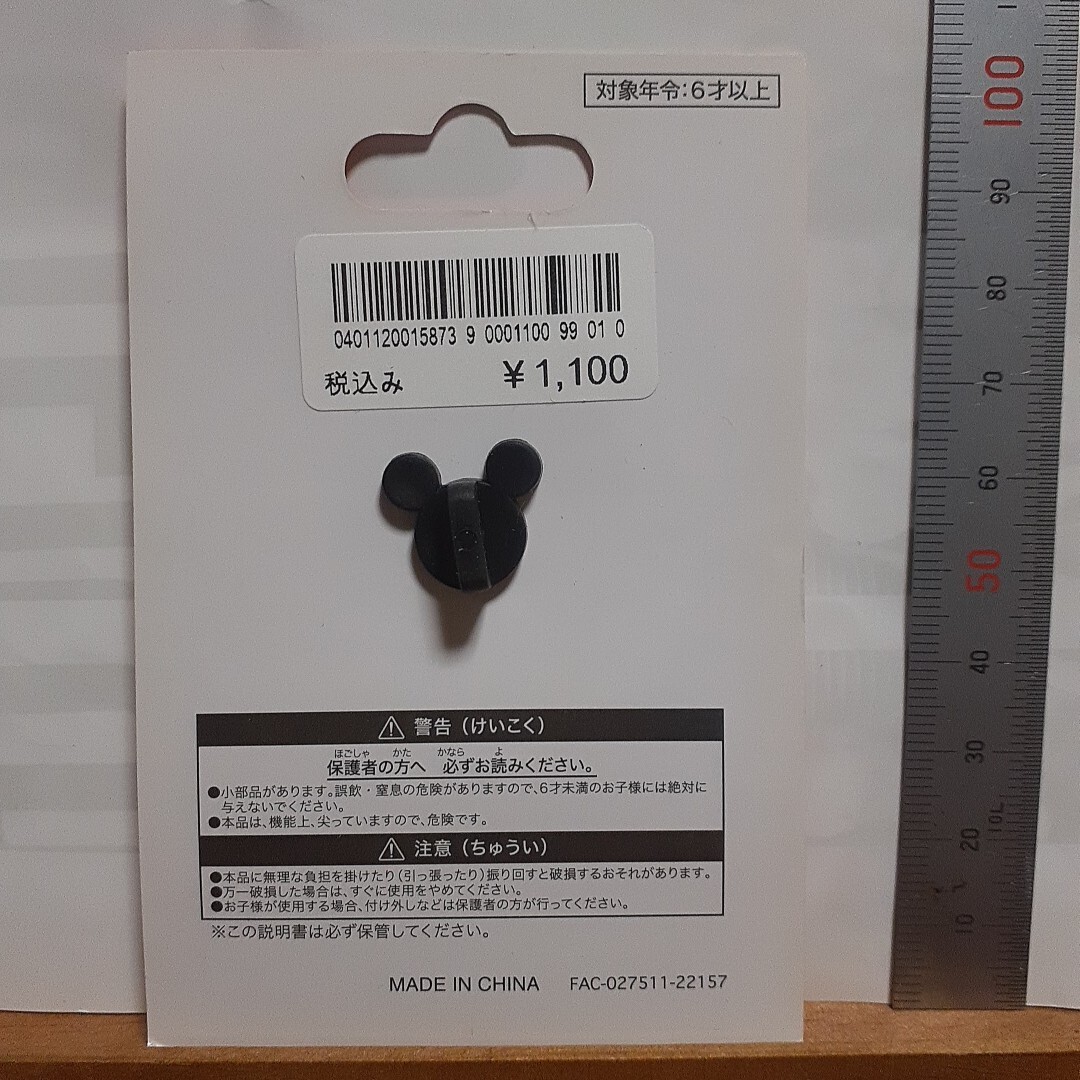 対象年令:6才以上
0401120015873 9 0001100 99 01 0
税込み ¥1,100
⚠ 警告(けいこく)
ほごしゃ かた かなら よ
保護者の方へ 必ずお読みください。
●小部品があります。誤飲・窒息の危険がありますので、6才未満のお子様には絶対に
与えないでください。
●本品は、機能上、尖っていますので、危険です。
⚠ 注意(ちゅうい)
●本品に無理な負担を掛けたり(引っ張ったり)振り回すと破損するおそれがあります。
●万一破損した場合は、すぐに使用をやめてください。
●お子様が使用する場合、付け外しなどは保護者の方が行ってください。
※この説明書は必ず保管してください。
MADE IN CHINA FAC-027511-22157
100
90
80
70
60
50
40
30
20
10